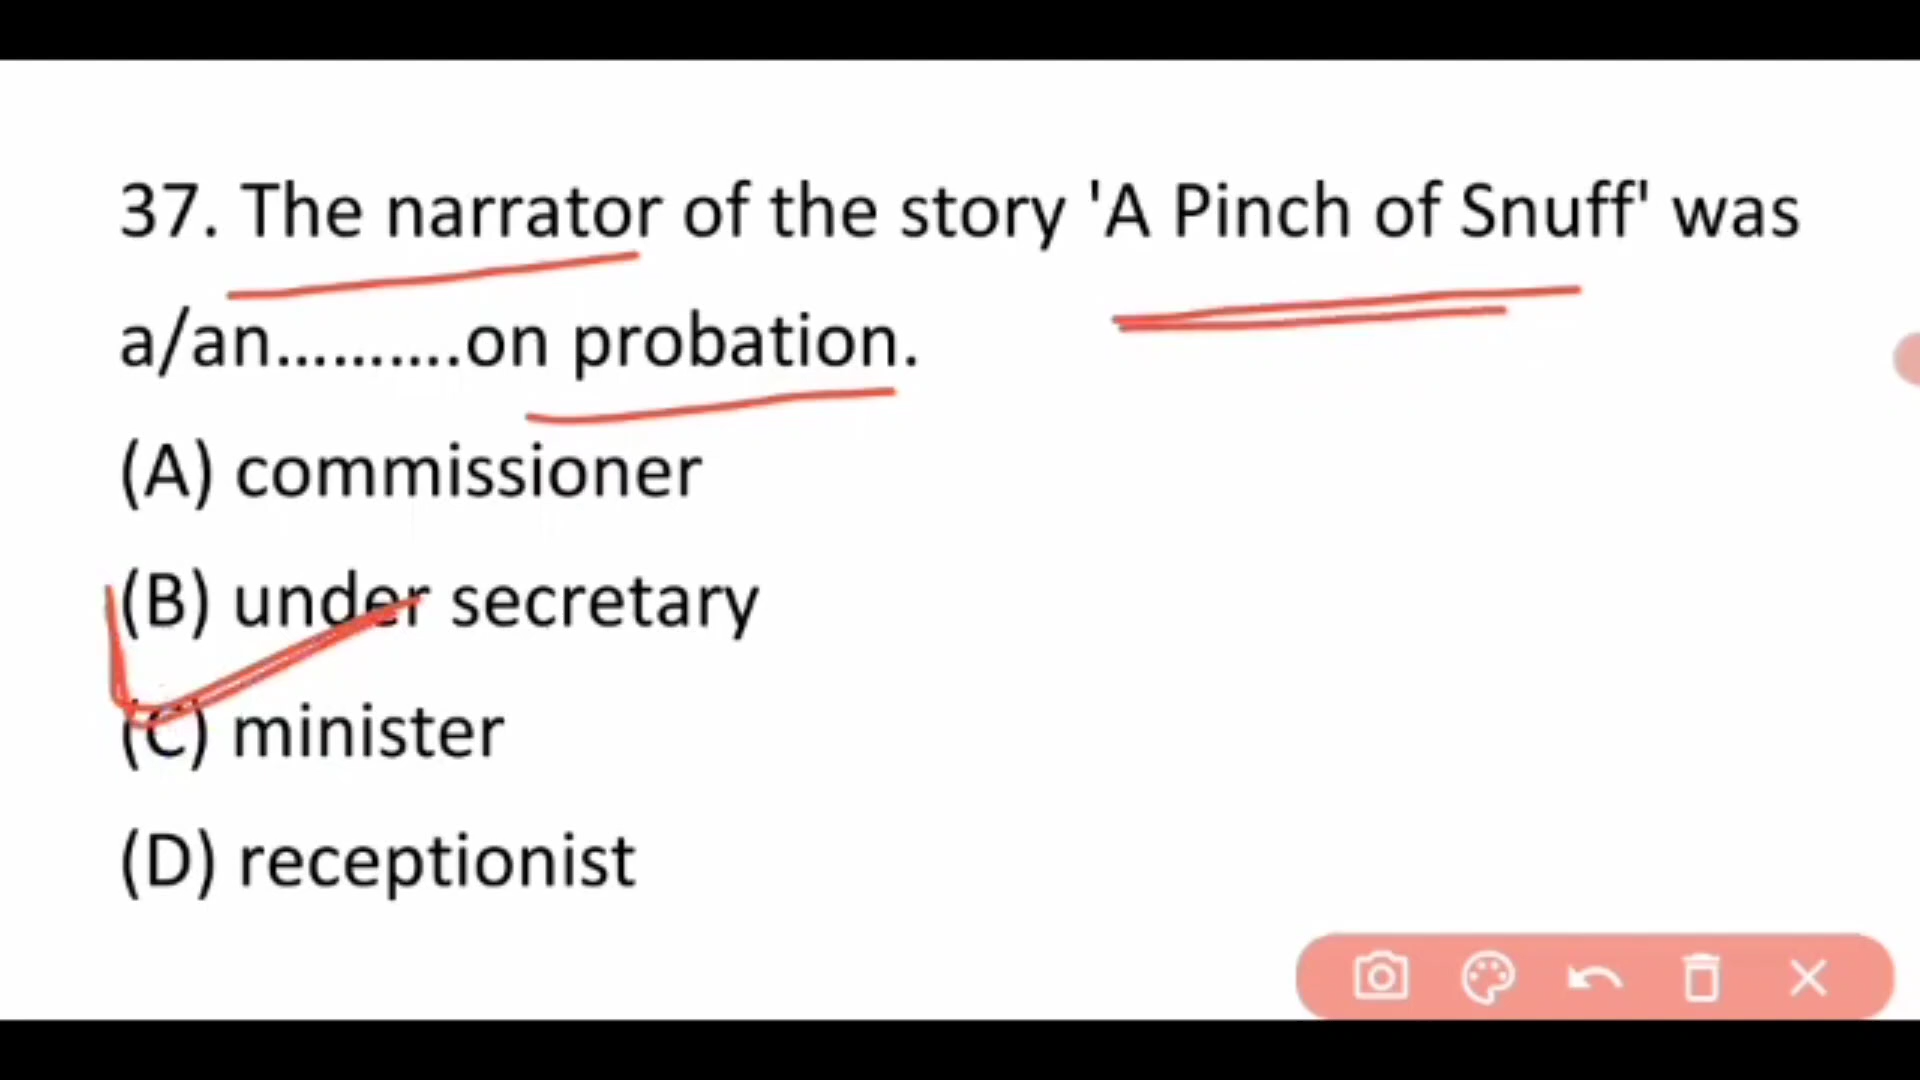 37. The narrator of the story 'A Pinch of Snuff' was
a/an..........on probation.
(A) commissioner
(B) under secretary
(C) minister
(D) receptionist